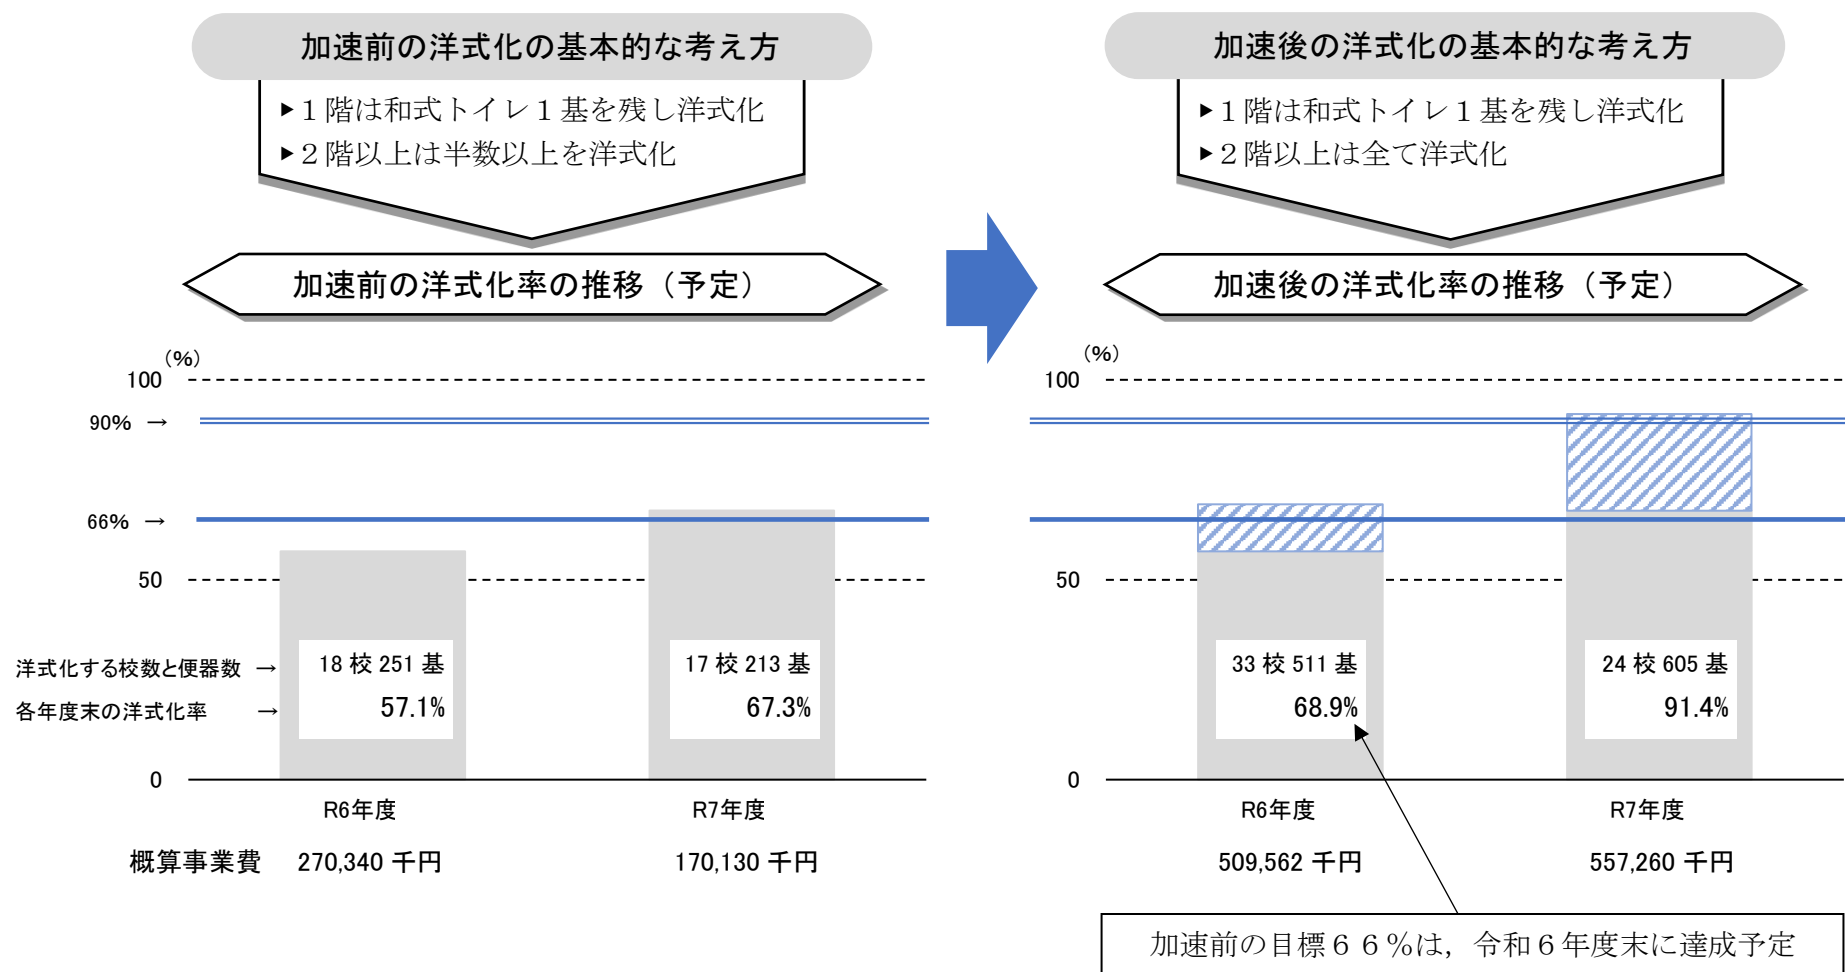 加速前の洋式化の基本的な考え方
▶１階は和式トイレ１基を残し洋式化
▶２階以上は半数以上を洋式化
加速前の洋式化率の推移（予定）
(%)
100
90% →
66% →
50
洋式化する校数と便器数 →
各年度末の洋式化率 →
0
18 校 251 基
57.1%
17 校 213 基
67.3%
R6年度
R7年度
概算事業費
270,340 千円
170,130 千円
加速後の洋式化の基本的な考え方
▶１階は和式トイレ１基を残し洋式化
▶２階以上は全て洋式化
加速後の洋式化率の推移（予定）
(%)
100
50
0
33 校 511 基
68.9%
24 校 605 基
91.4%
R6年度
R7年度
509,562 千円
557,260 千円
加速前の目標６６％は，令和６年度末に達成予定